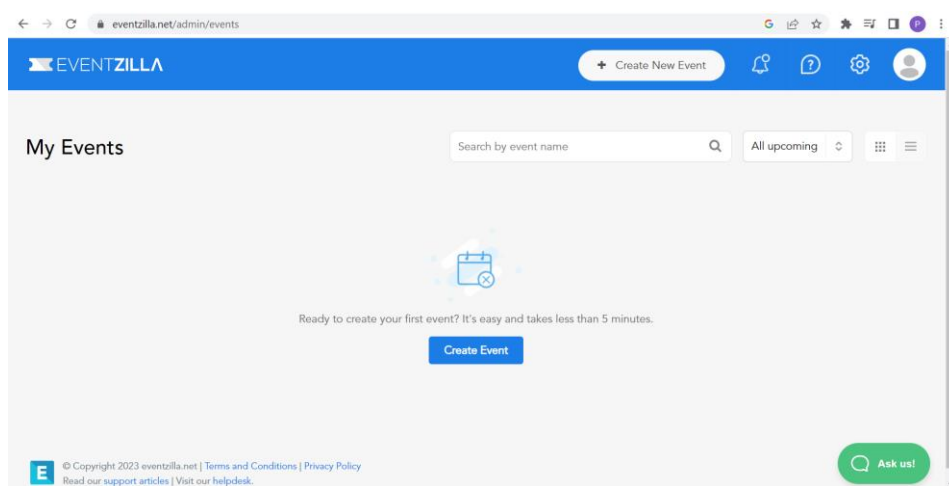 eventzilla.net/admin/events
G
P
EVENTZILLA
+ Create New Event
?
My Events
Search by event name
All upcoming
Ready to create your first event? It's easy and takes less than 5 minutes.
Create Event
E
© Copyright 2023 eventzilla.net | Terms and Conditions | Privacy Policy
Read our support articles | Visit our helpdesk.
Ask us!